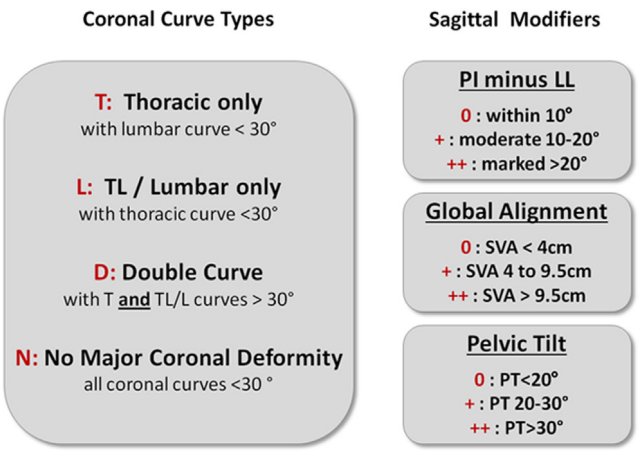 Coronal Curve Types
T: Thoracic only
with lumbar curve < 30°
L: TL / Lumbar only
with thoracic curve <30°
D: Double Curve
with T and TL/L curves > 30°
N: No Major Coronal Deformity
all coronal curves <30 °
Sagittal Modifiers
PI minus LL
0 : within 10°
+ : moderate 10-20°
++ : marked >20°
Global Alignment
0 : SVA < 4cm
+ : SVA 4 to 9.5cm
++ : SVA > 9.5cm
Pelvic Tilt
0 : PT<20°
+ : PT 20-30°
++ : PT>30°